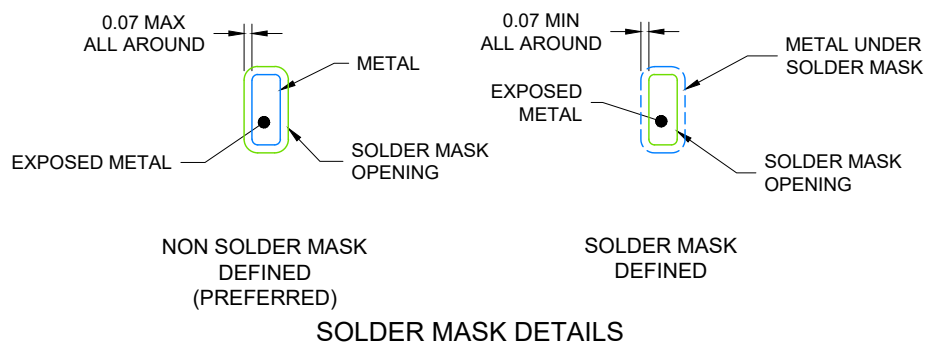 0.07 MAX
ALL AROUND
METAL
EXPOSED METAL
SOLDER MASK
OPENING
NON SOLDER MASK
DEFINED
(PREFERRED)
0.07 MIN
ALL AROUND
METAL UNDER
SOLDER MASK
EXPOSED
METAL
SOLDER MASK
OPENING
SOLDER MASK
DEFINED
SOLDER MASK DETAILS